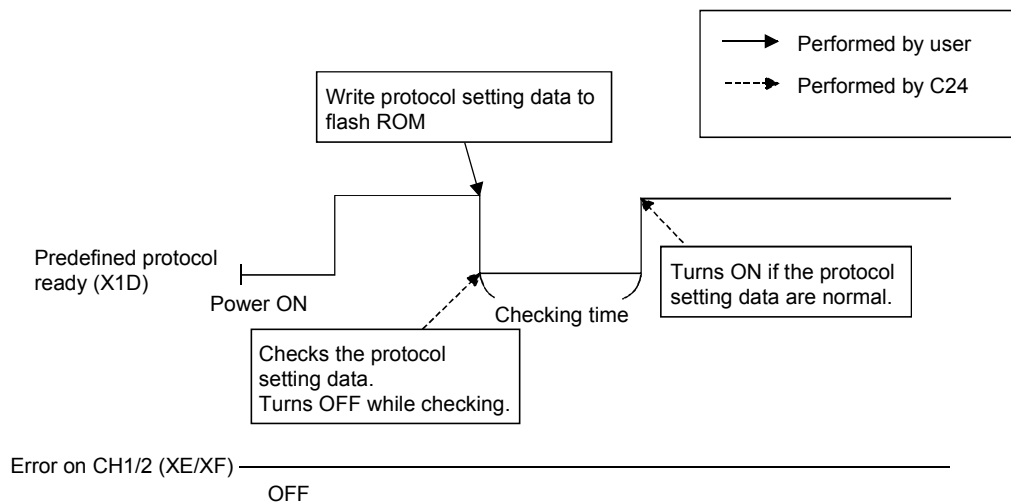 Performed by user
Performed by C24
Write protocol setting data to
flash ROM
Predefined protocol
ready (X1D)
Power ON
Checking time
Turns ON if the protocol
setting data are normal.
Checks the protocol
setting data.
Turns OFF while checking.
Error on CH1/2 (XE/XF)
OFF